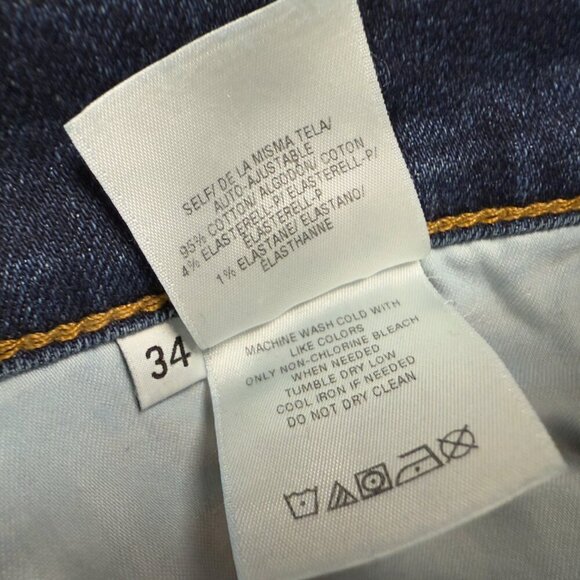 SELF/ DE LA MISMA TELA/
AUTO-AJUSTABLE
95% COTTON/ ALGODÓN/ COTON
4% ELASTERELL-P/ ELASTERELL-P/
ELASTERELL-P
1% ELASTANE/ ELASTANO/
ELASTHANNE
34
MACHINE WASH COLD WITH
LIKE COLORS
ONLY NON-CHLORINE BLEACH
WHEN NEEDED
TUMBLE DRY LOW
COOL IRON IF NEEDED
DO NOT DRY CLEAN